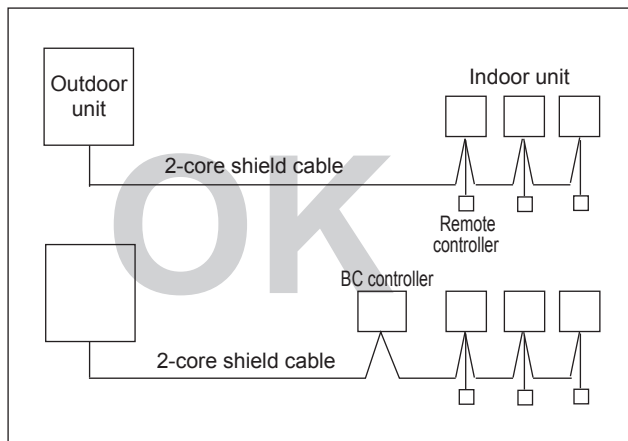 Outdoor
unit
Indoor unit
2-core shield cable
OK
Remote
controller
BC controller
2-core shield cable